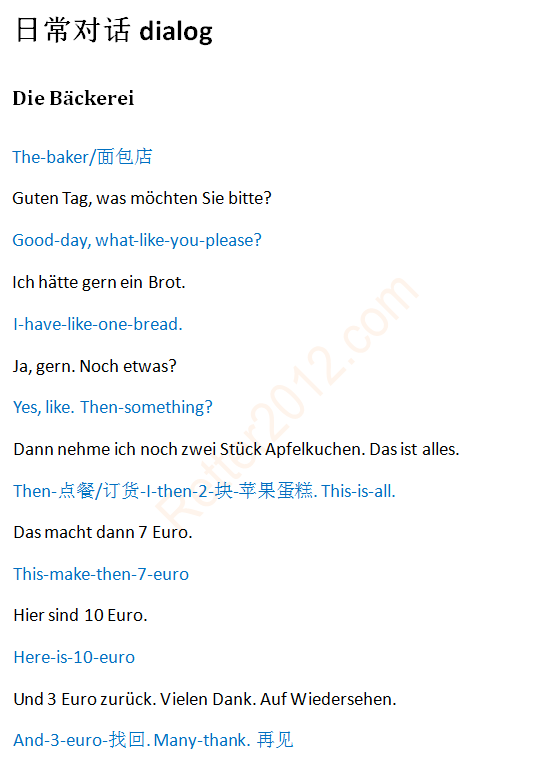 日常对话 dialog
Die Bäckerei
The-baker/面包店
Guten Tag, was möchten Sie bitte?
Good-day, what-like-you-please?
Ich hätte gern ein Brot.
I-have-like-one-bread.
Ja, gern. Noch etwas?
Yes, like. Then-something?
Dann nehme ich noch zwei Stück Apfelkuchen. Das ist alles.
Then-点餐/订货-I-then-2-块-苹果蛋糕. This-is-all.
Das macht dann 7 Euro.
This-make-then-7-euro
Hier sind 10 Euro.
Here-is-10-euro
Und 3 Euro zurück. Vielen Dank. Auf Wiedersehen.
And-3-euro-找回. Many-thank. 再见
Retter2012.com